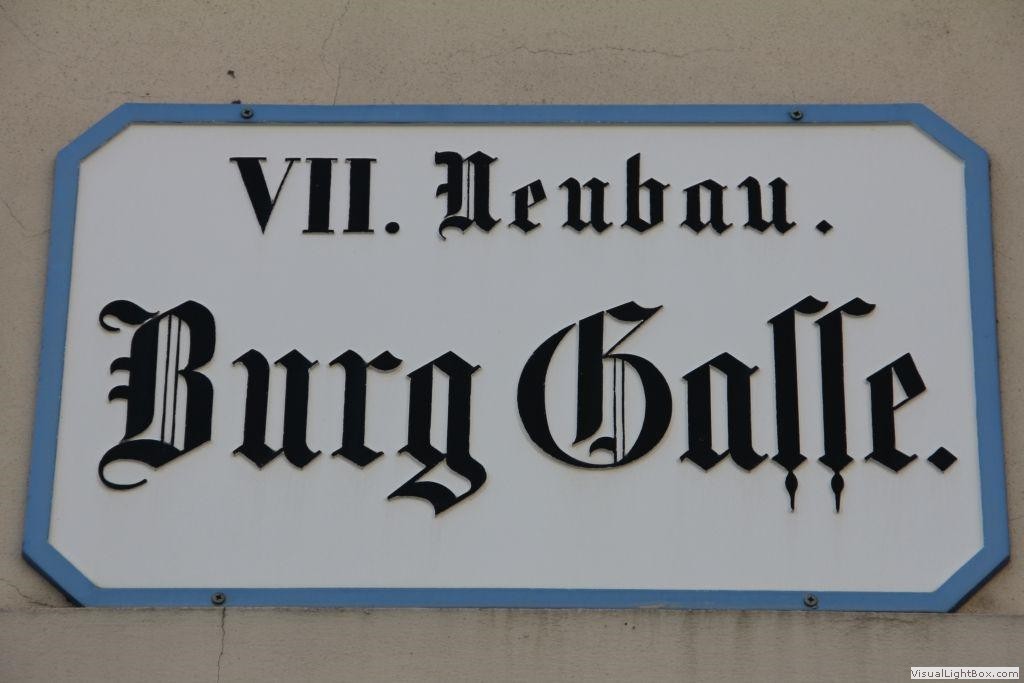 VII. Neubau.
Burg Gaſſe.
VisualLightBox.com